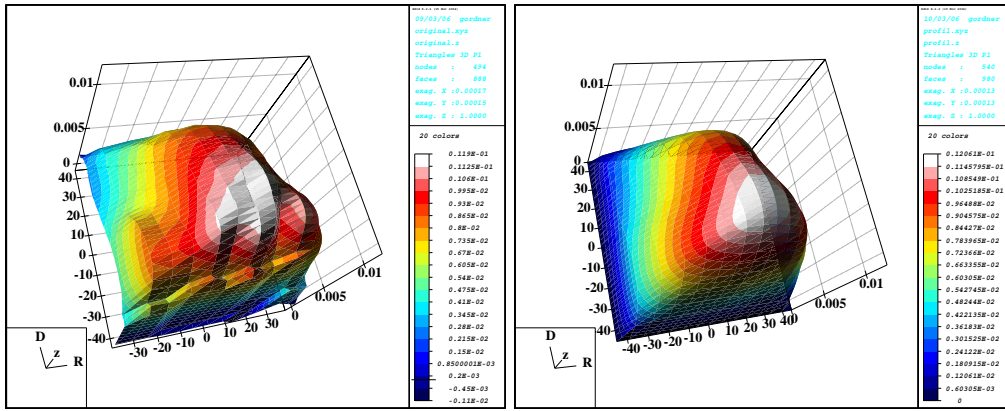 09/03/06 gordner
original.xyz
original.z
Triangles 3D P1
nodes : 484
faces : 889
exag. X :0.00017
exag. Y :0.00015
exag. Z : 1.0000
20 colors
0.119E-01
0.1125E-01
0.106E-01
0.995E-02
0.93E-02
0.865E-02
0.8E-02
0.735E-02
0.67E-02
0.605E-02
0.54E-02
0.475E-02
0.41E-02
0.345E-02
0.28E-02
0.215E-02
0.15E-02
0.8500001E-03
0.2E-03
-0.45E-03
-0.11E-02
0.01
0.005
0
40
30
20
10
0
-10
-20
-30
-40
-30
-20
-10
0
10
20
30
0
0.005
0.01
D
z
R
10/03/06 gordner
profil.xyz
profil.z
Triangles 3D P1
nodes : 540
exag. X :0.00013
exag. Y :0.00013
exag. Z : 1.0000
20 colors
0.12061E-01
0.1145795E-01
0.108549E-01
0.1025185E-01
0.96488E-02
0.904575E-02
0.84427E-02
0.783965E-02
0.72366E-02
0.663355E-02
0.60305E-02
0.542745E-02
0.48244E-02
0.422135E-02
0.36183E-02
0.301525E-02
0.24122E-02
0.180915E-02
0.12061E-02
0.60305E-03
0
0.01
0.005
0
40
30
20
10
0
-10
-20
-30
-40
-30
-20
-10
0
10
20
30
40
0.005
0.01
D
z
R